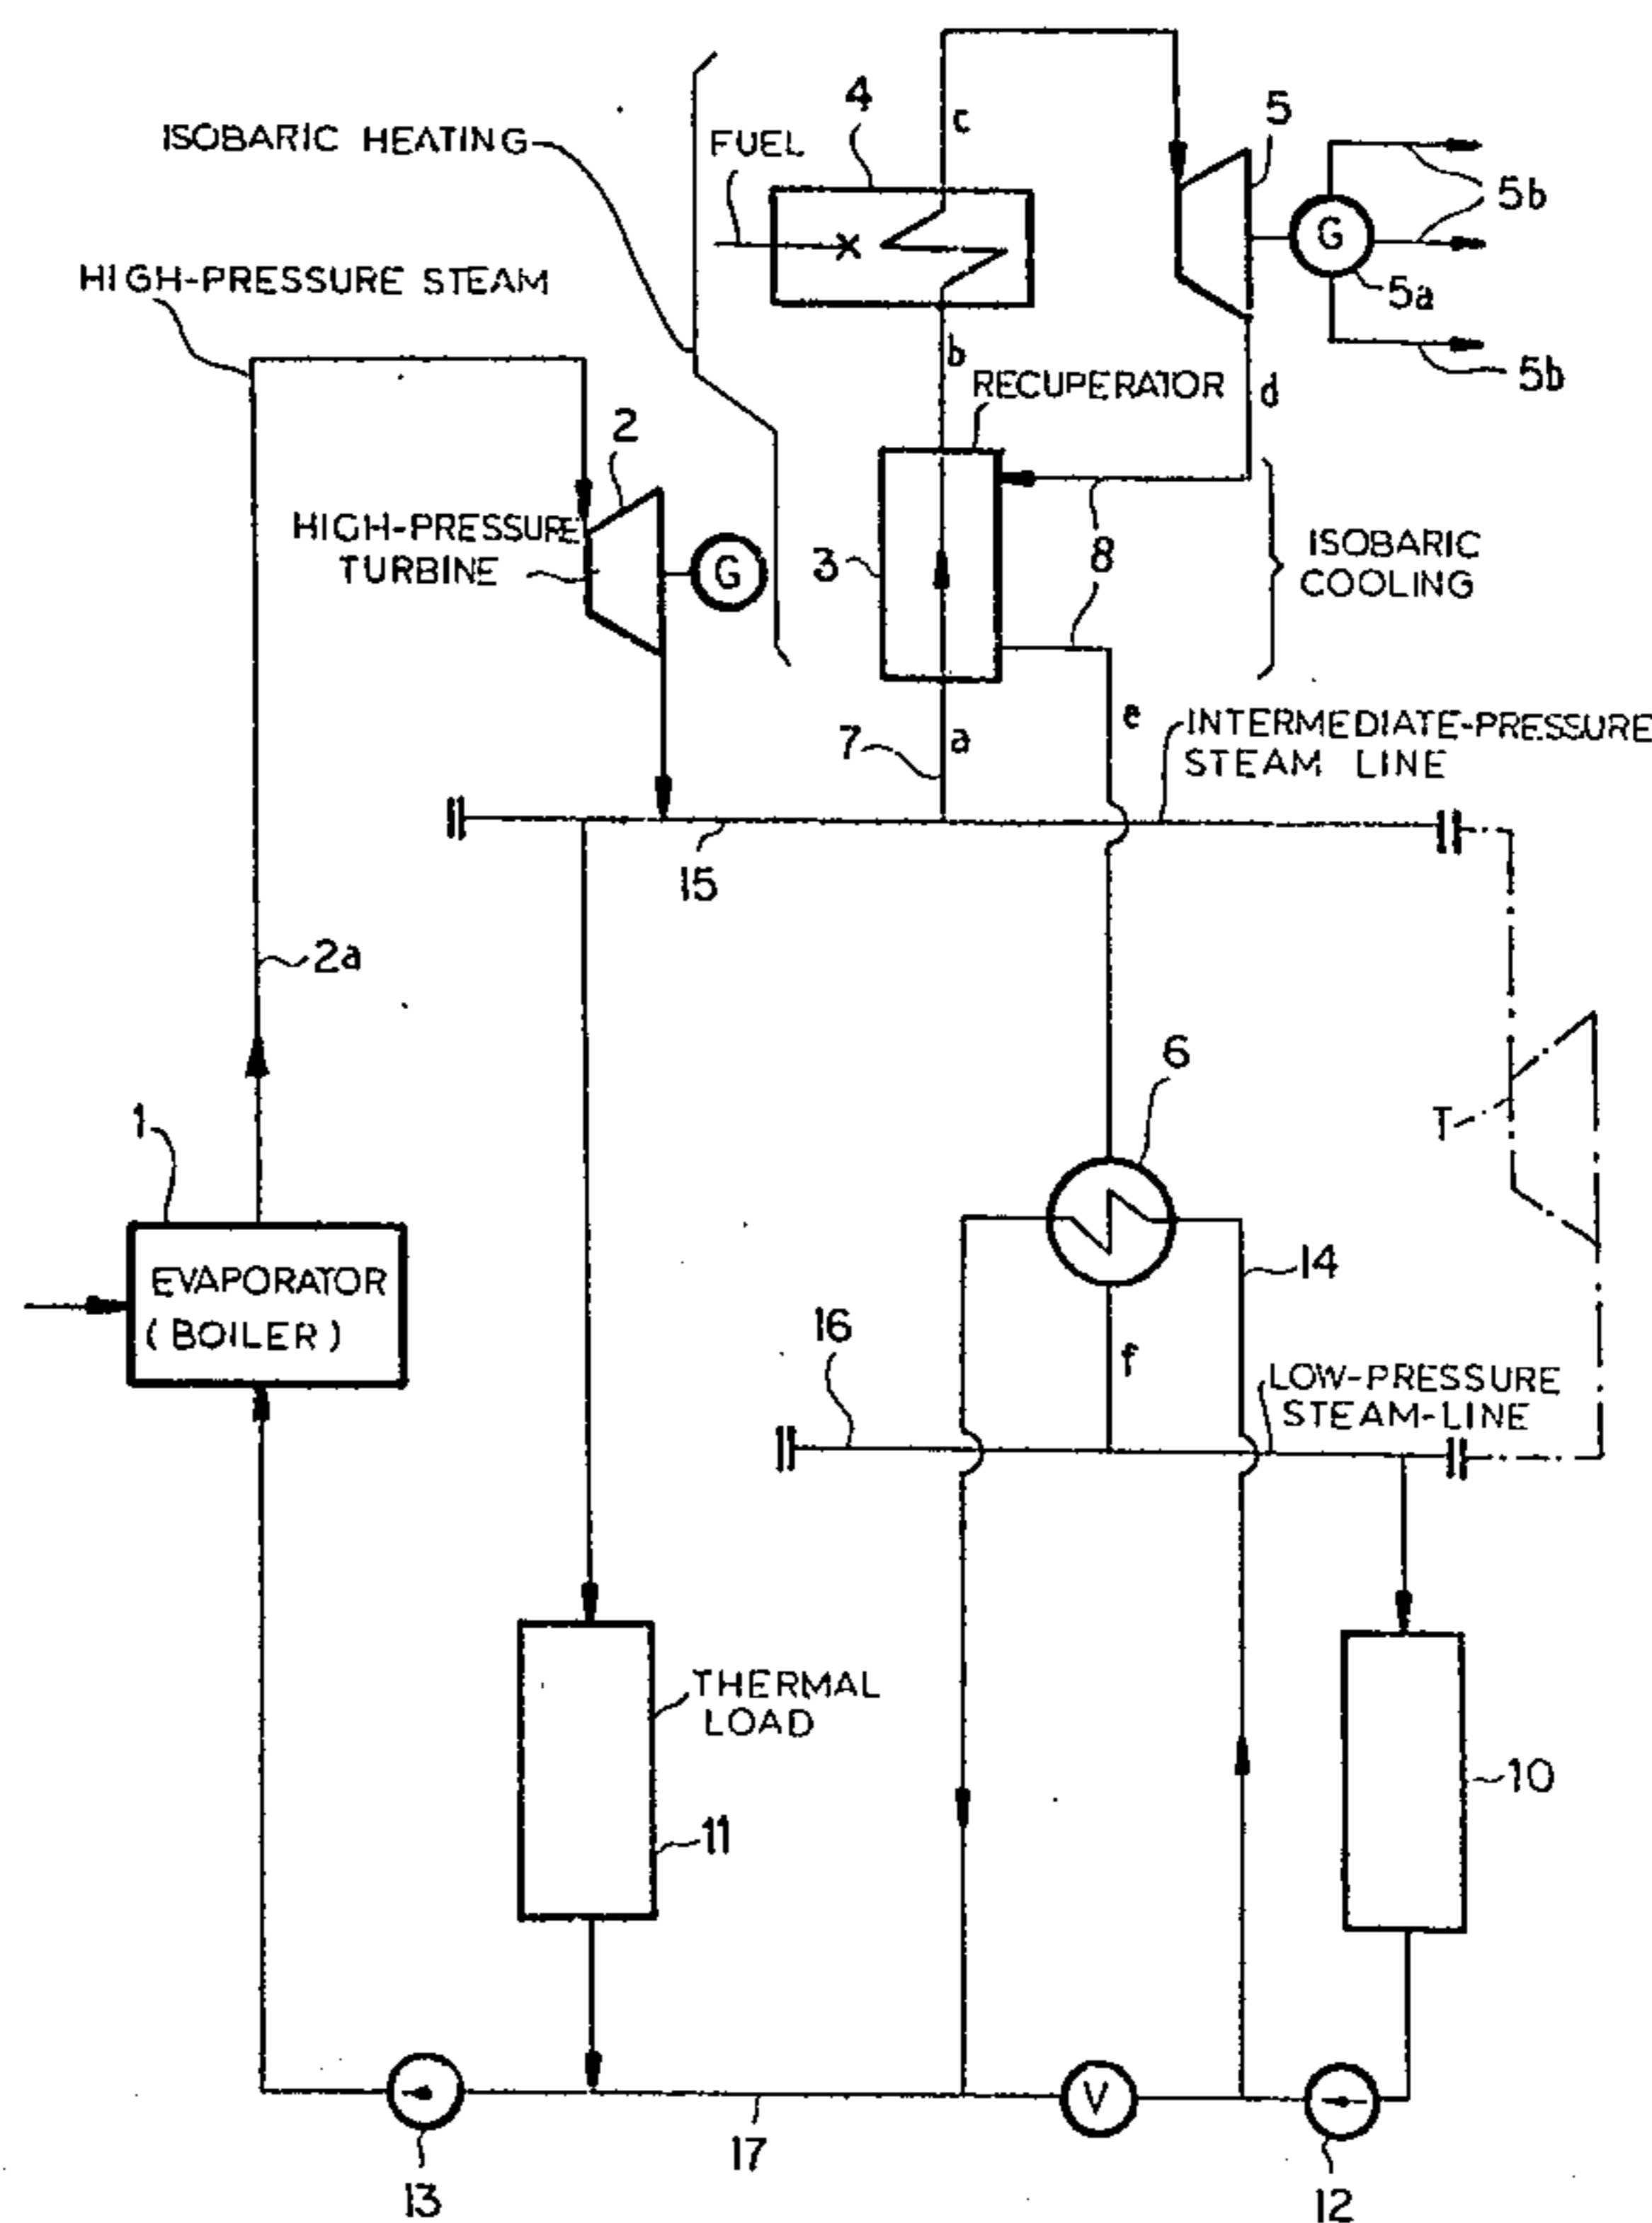 ISOBARIC HEATING
FUEL
4
c
5
5b
G
5a
5b
HIGH-PRESSURE STEAM
b
RECUPERATOR
d
2
HIGH-PRESSURE
TURBINE
G
3
8
ISOBARIC
COOLING
7
a
e
INTERMEDIATE-PRESSURE
STEAM LINE
15
2a
6
T
1
EVAPORATOR
(BOILER)
14
16
f
LOW-PRESSURE
STEAM-LINE
THERMAL
LOAD
11
10
V
17
13
12